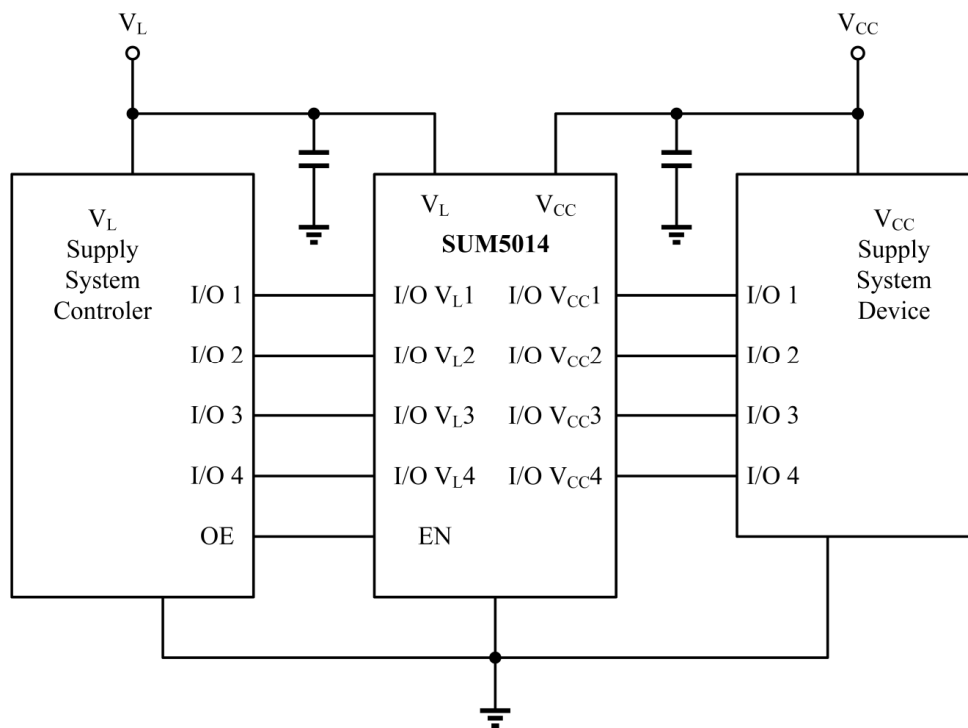 V_L
V_CC
V_L
Supply
System
Controler
I/O 1
I/O 2
I/O 3
I/O 4
OE
V_L V_CC
SUM5014
I/O V_L1 I/O V_CC1
I/O V_L2 I/O V_CC2
I/O V_L3 I/O V_CC3
I/O V_L4 I/O V_CC4
EN
V_CC
Supply
System
Device
I/O 1
I/O 2
I/O 3
I/O 4